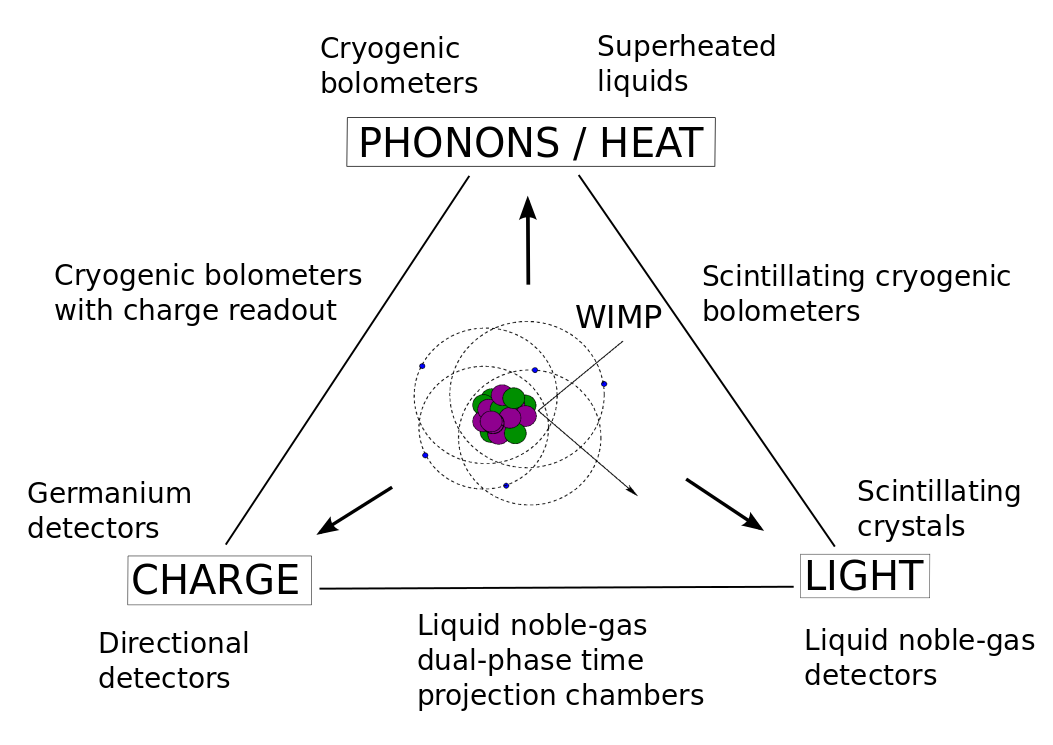 Cryogenic
bolometers
Superheated
liquids
PHONONS / HEAT
Cryogenic bolometers
with charge readout
Scintillating cryogenic
bolometers
WIMP
Germanium
detectors
Scintillating
crystals
CHARGE
LIGHT
Directional
detectors
Liquid noble-gas
dual-phase time
projection chambers
Liquid noble-gas
detectors